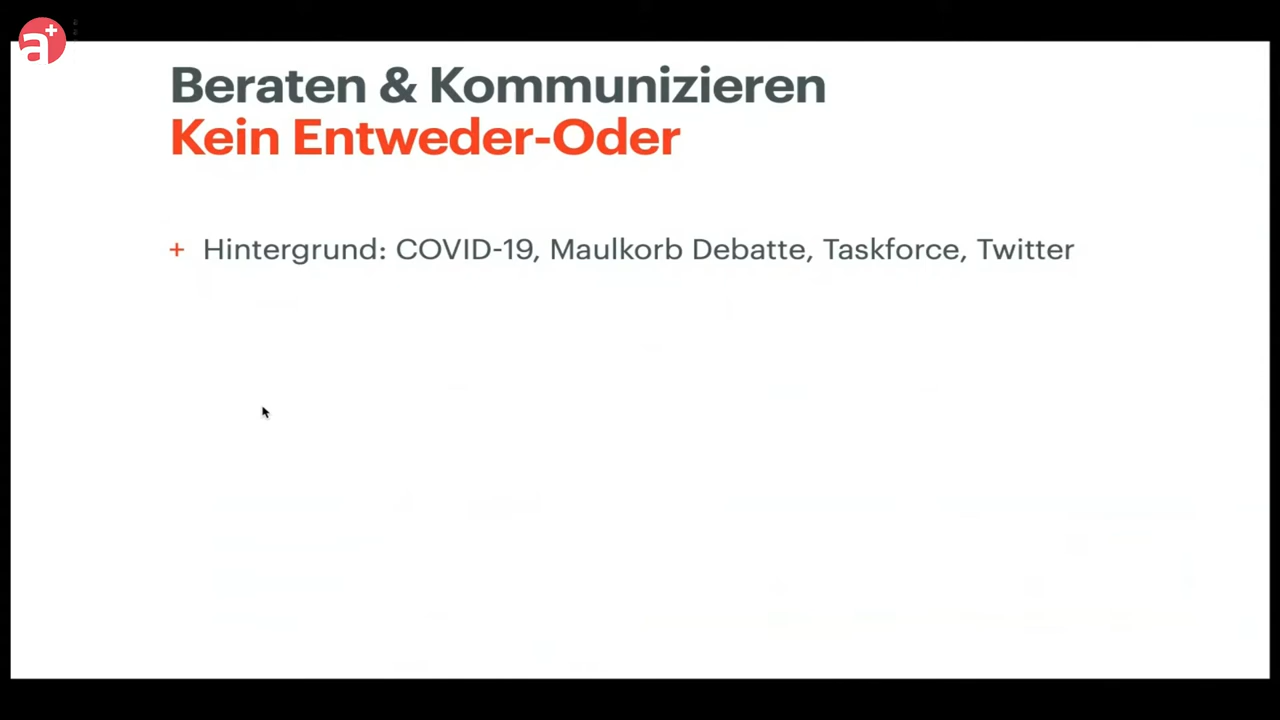 a+
Beraten & Kommunizieren
Kein Entweder-Oder
+ Hintergrund: COVID-19, Maulkorb Debatte, Taskforce, Twitter